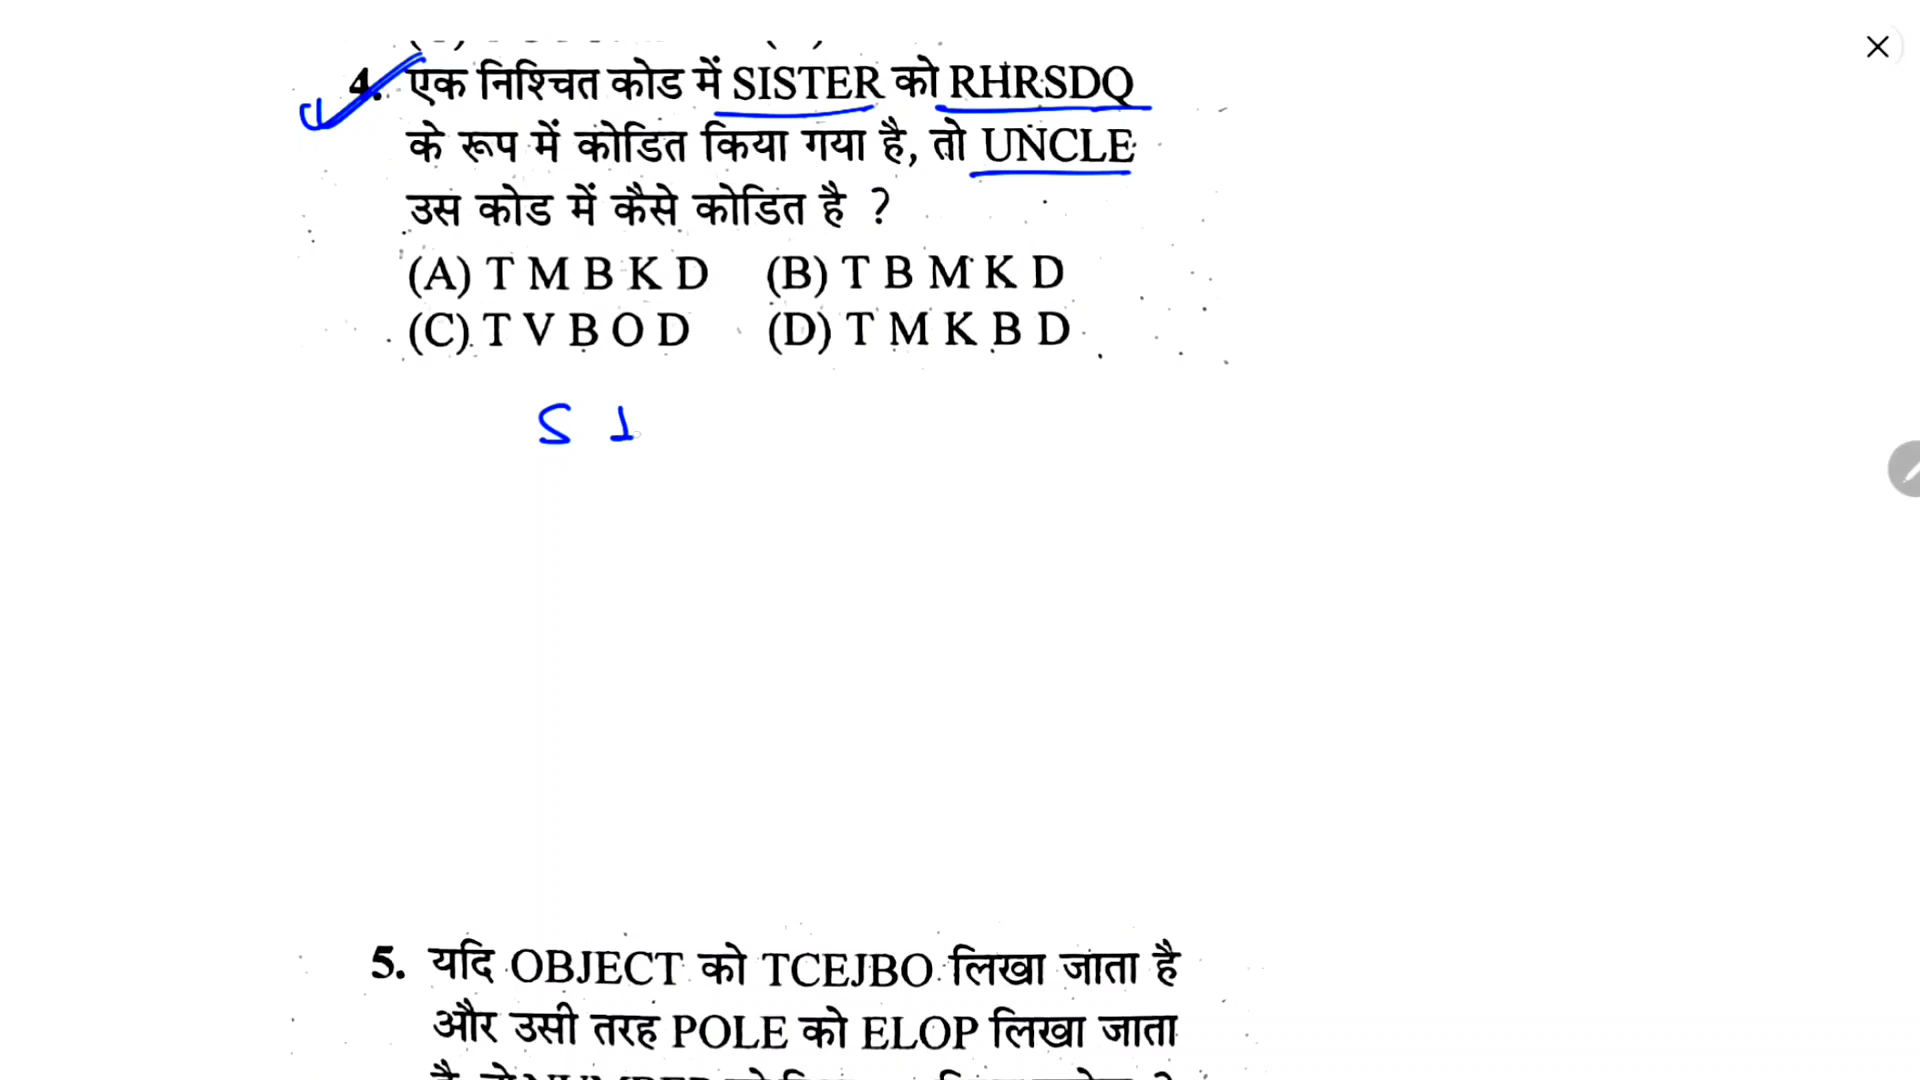 4. एक निश्चित कोड में SISTER को RHRSDQ
के रूप में कोडित किया गया है, तो UNCLE
उस कोड में कैसे कोडित है ?
(A) T M B K D (B) T B M K D
(C) T V B O D (D) T M K B D
S I
5. यदि OBJECT को TCEJBO लिखा जाता है
और उसी तरह POLE को ELOP लिखा जाता